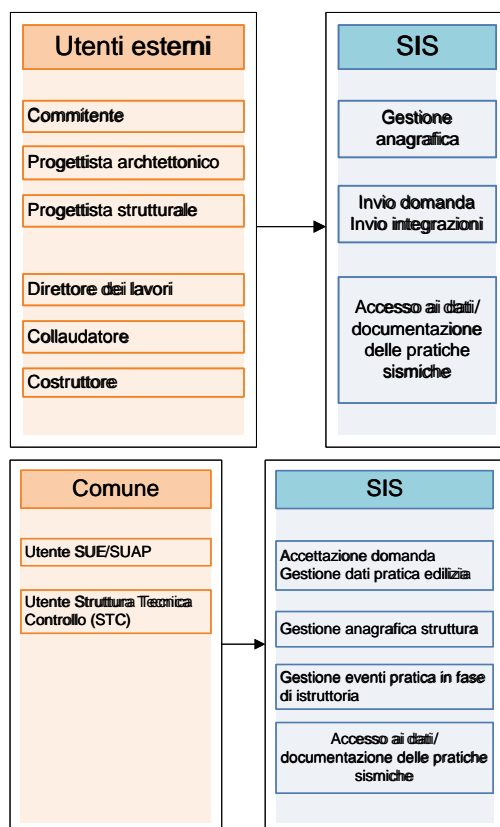 Utenti esterni
Committente
Progettista archtettonico
Progettista strutturale
Direttore dei lavori
Collaudatore
Costruttore
SIS
Gestione
anagrafica
Invio domanda
Invio integrazioni
Accesso ai dati/
documentazione
delle pratiche
sismiche
Comune
Utente SUE/SUAP
Utente Struttura Tecnica
Controllo (STC)
SIS
Accettazione domanda
Gestione dati pratica edilizia
Gestione anagrafica struttura
Gestione eventi pratica in fase
di istruttoria
Accesso ai dati/
documentazione delle pratiche
sismiche